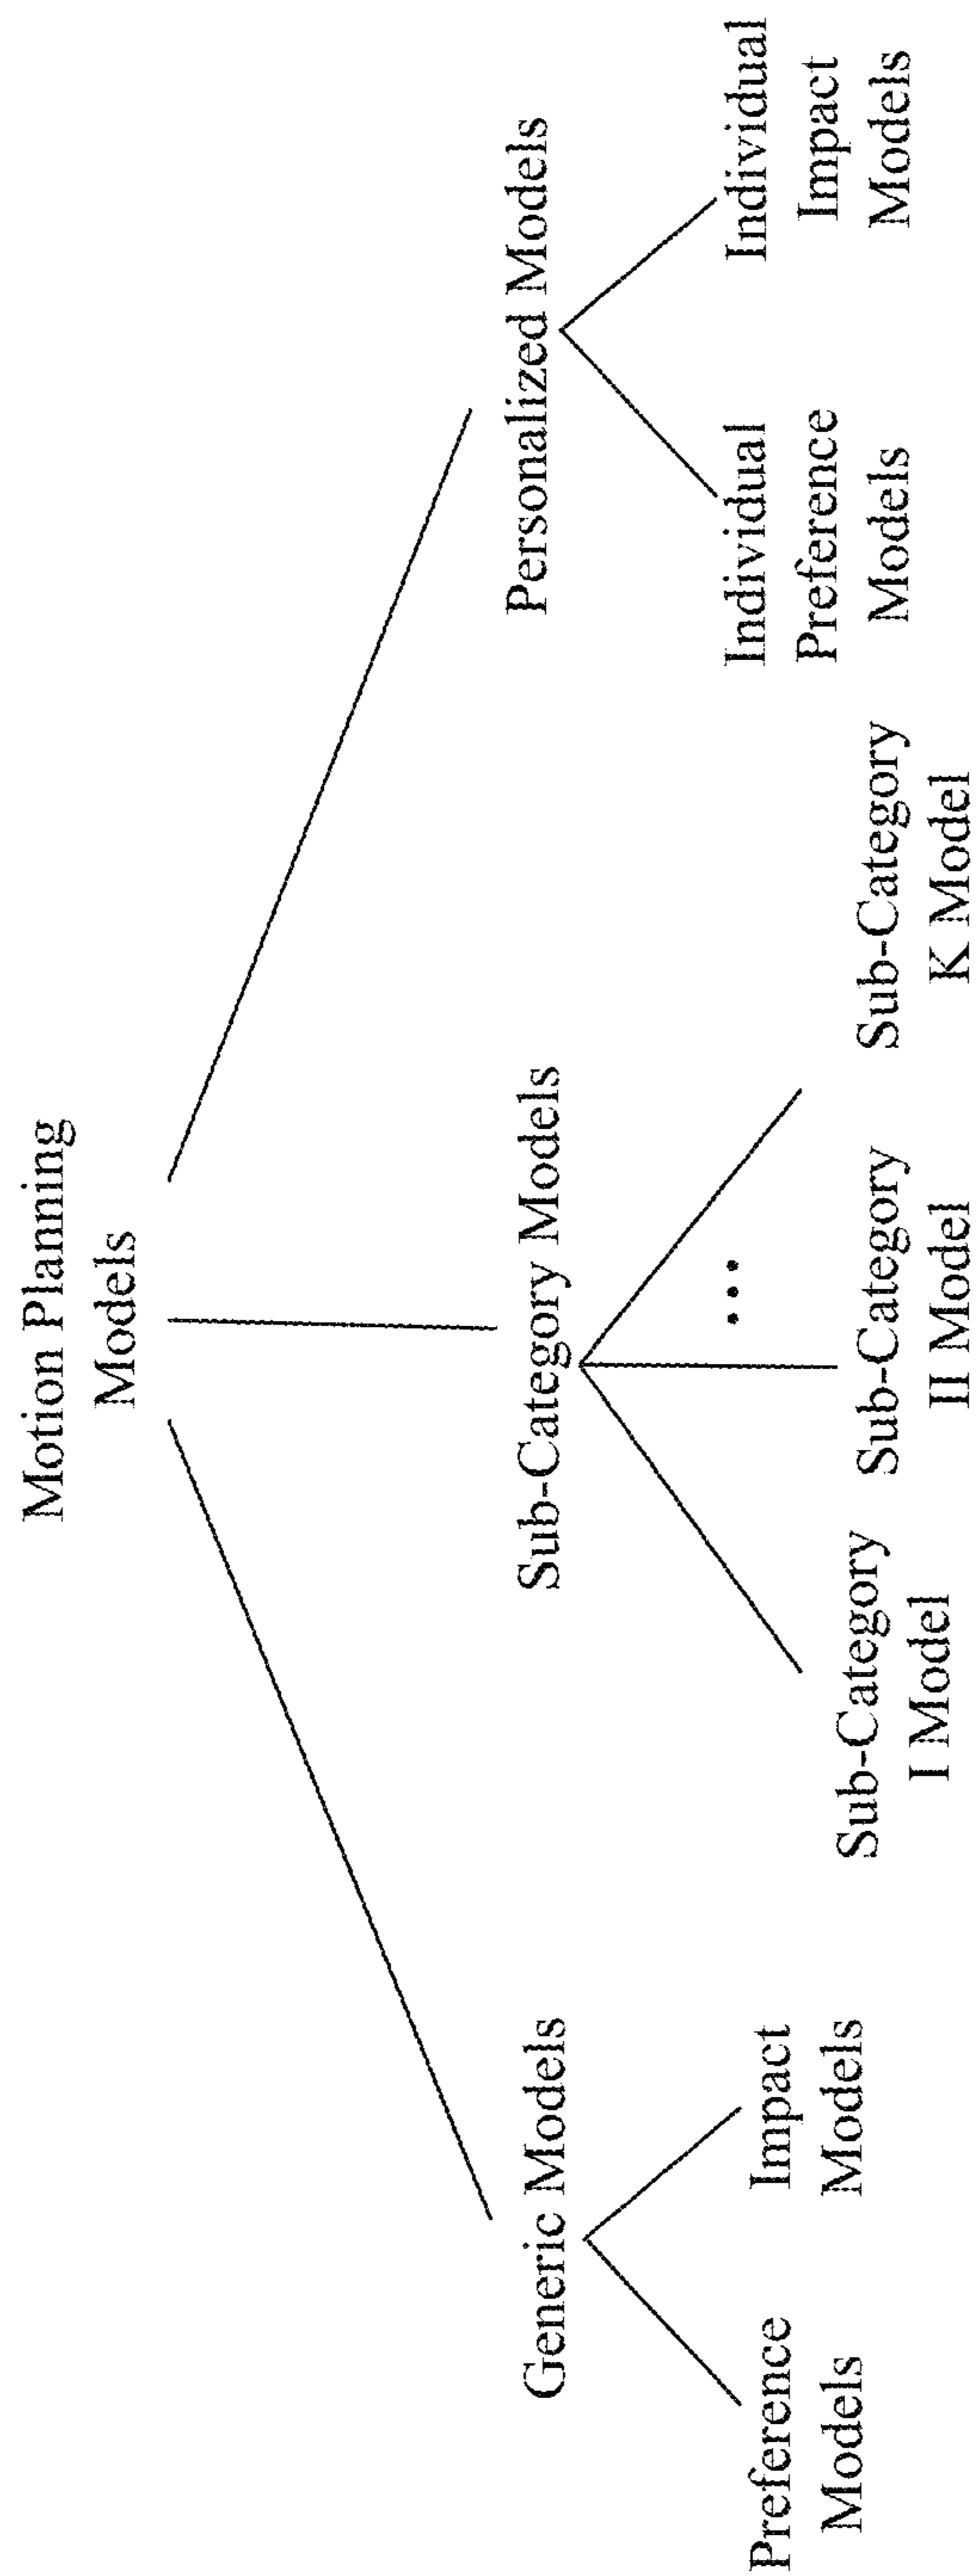 Motion Planning
Models
Generic Models
Sub-Category Models
Personalized Models
Preference
Models
Impact
Models
Sub-Category
I Model
Sub-Category
II Model
...
Sub-Category
K Model
Individual
Preference
Models
Individual
Impact
Models